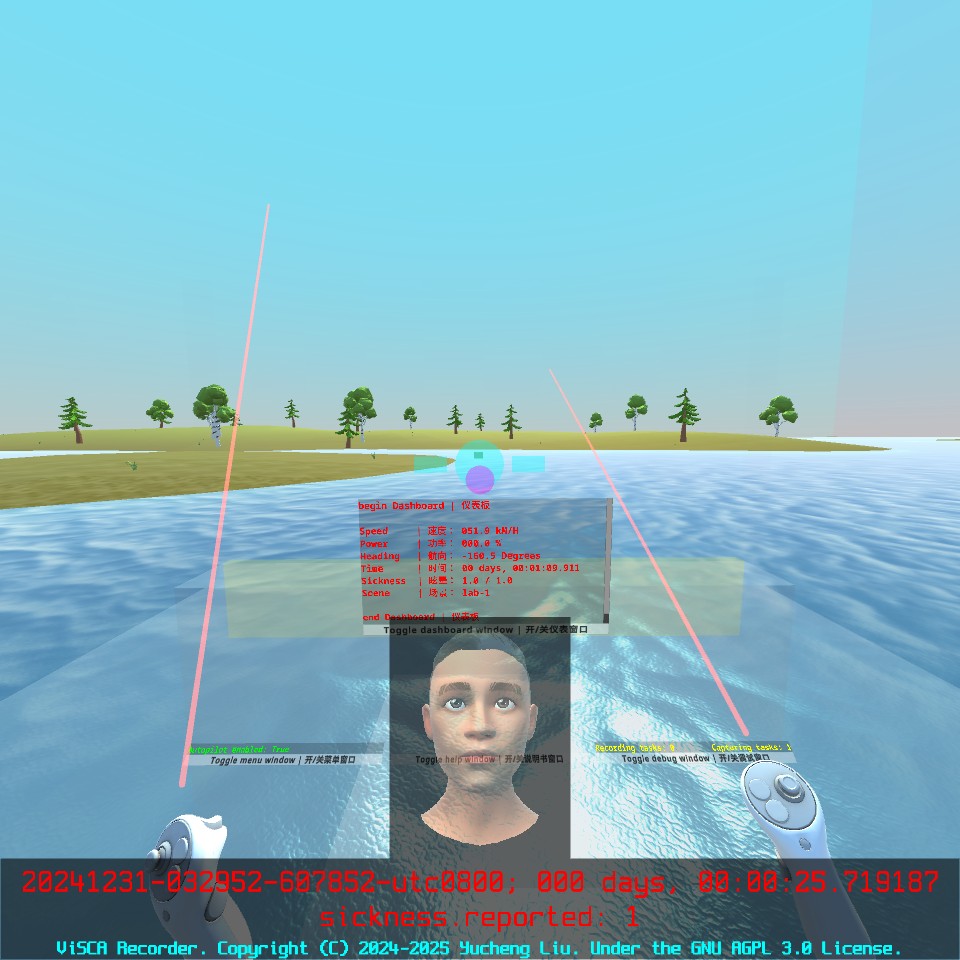 begin Dashboard | 仪表板
Speed | 速度: 051.9 kN/H
Power | 功率: 000.0 %
Heading | 航向: -160.5 Degrees
Time | 时间: 00 days, 00:01:09.911
Sickness | 眩晕: 1.0 / 1.0
Scene | 场景: lab-1
end Dashboard | 仪表板
Toggle dashboard window | 开/关仪表窗口
Autopilot enabled: True
Toggle menu window | 开/关菜单窗口
Toggle help window | 开/关说明书窗口
Recording tasks: 0 Capturing tasks: 1
Toggle debug window | 开/关调试窗口
20241231-032952-607852-utc0800; 000 days, 00:00:25.719187
sickness.reported: 1
ViSCA Recorder. Copyright (C) 2024-2025 Yucheng Liu. Under the GNU AGPL 3.0 License.